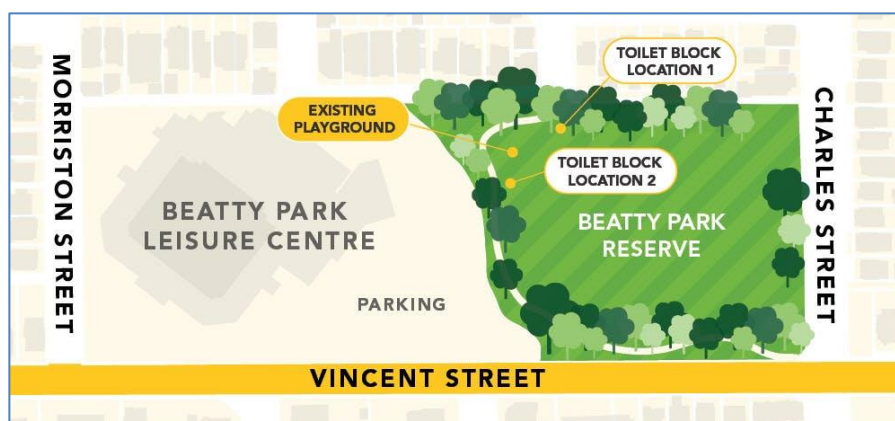 TOILET BLOCK
LOCATION 1
EXISTING
PLAYGROUND
MORRISTON STREET
CHARLES STREET
TOILET BLOCK
LOCATION 2
BEATTY PARK
LEISURE CENTRE
BEATTY PARK
RESERVE
PARKING
VINCENT STREET